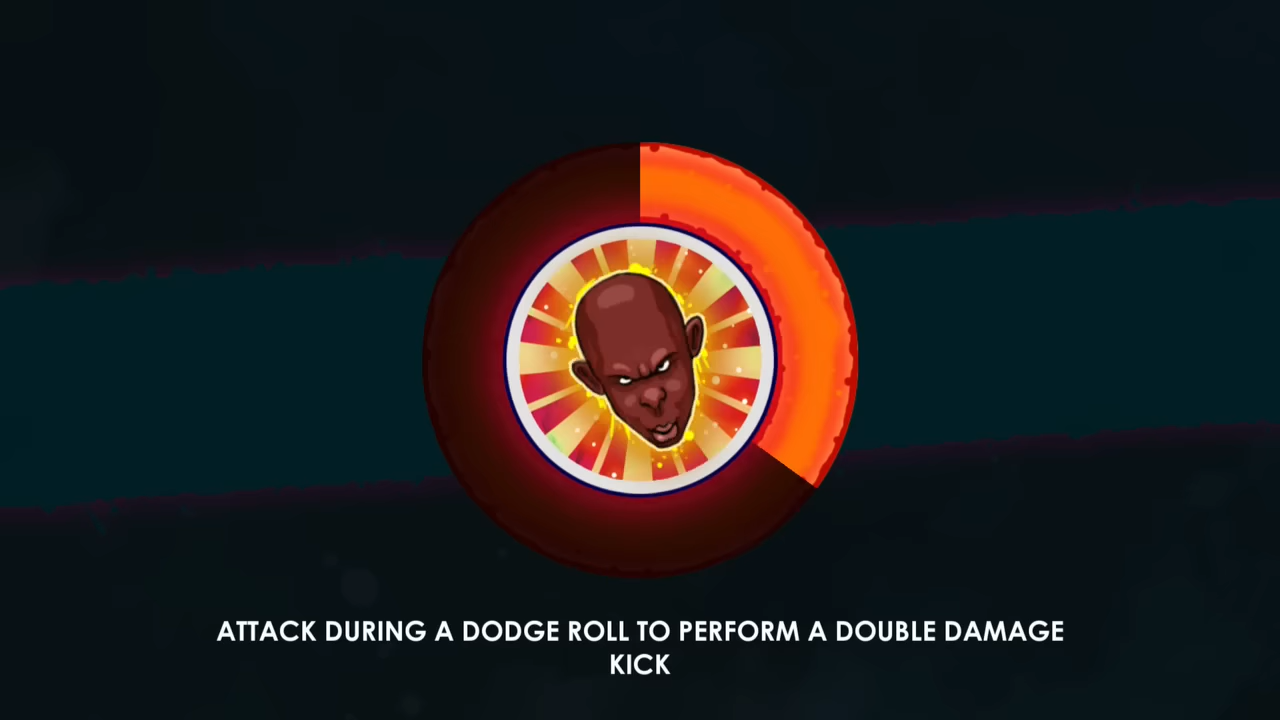 ATTACK DURING A DODGE ROLL TO PERFORM A DOUBLE DAMAGE
KICK